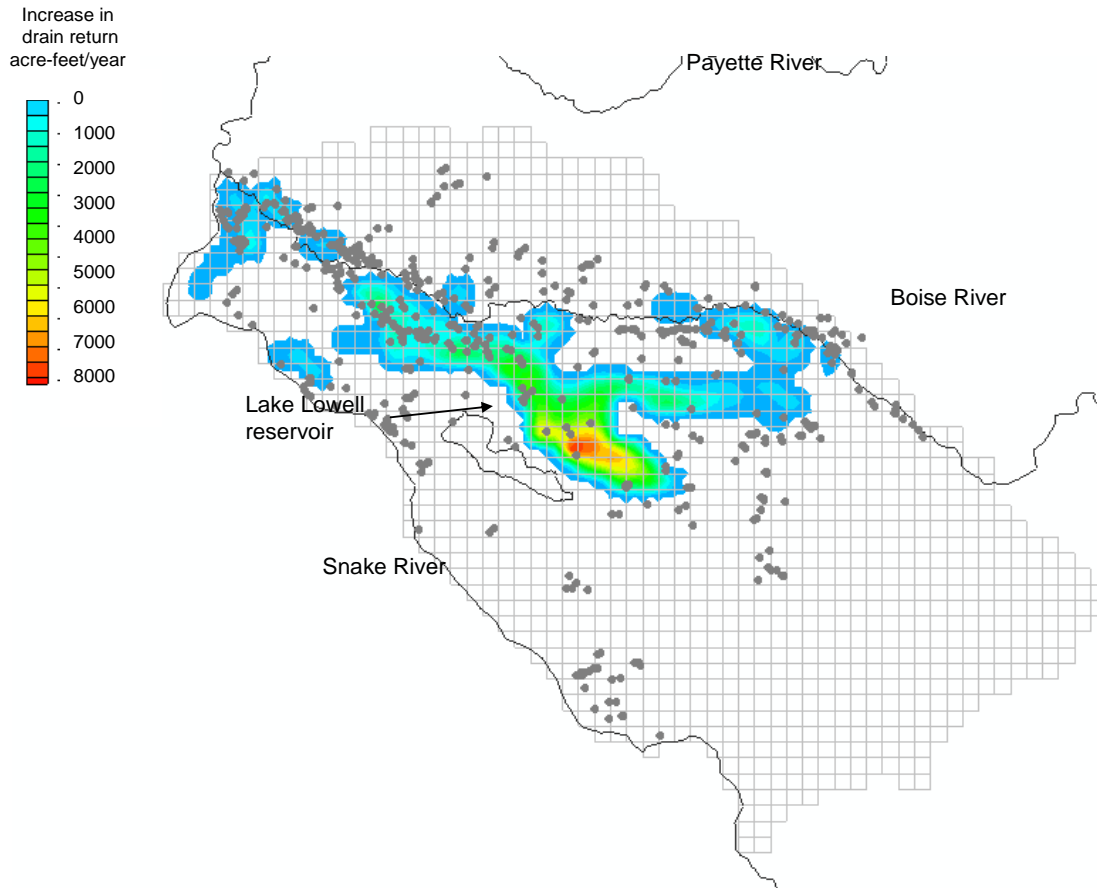 Increase in
drain return
acre-feet/year
. 0
. 1000
. 2000
. 3000
. 4000
. 5000
. 6000
. 7000
. 8000
Payette River
Boise River
Lake Lowell
reservoir
Snake River